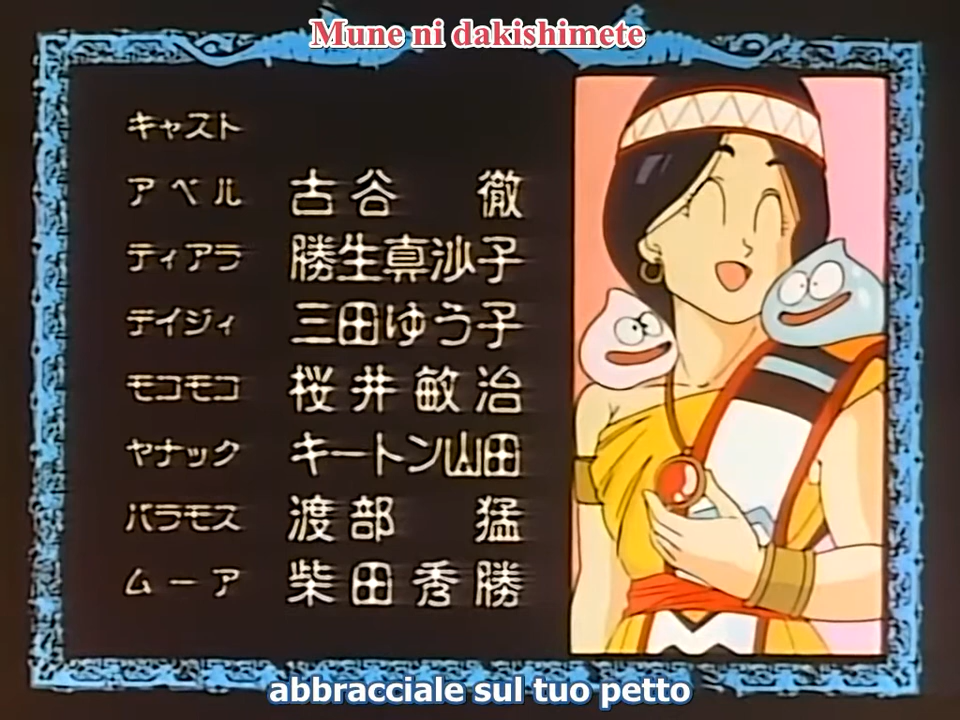 Mune ni dakishimete
キャスト
アベル 古谷 徹
ティアラ 勝生真沙子
デイジィ 三田ゆう子
モコモコ 桜井敏治
ヤナック キートン山田
バラモス 渡部 猛
ムーア 柴田秀勝
abbracciale sul tuo petto